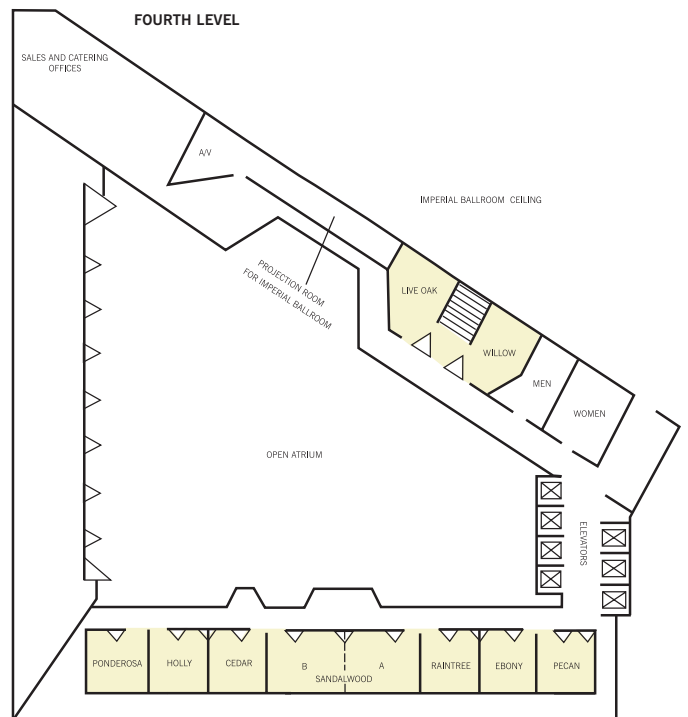 FOURTH LEVEL
SALES AND CATERING
OFFICES
A/V
IMPERIAL BALLROOM CEILING
PROJECTION ROOM
FOR IMPERIAL BALLROOM
LIVE OAK
WILLOW
MEN
WOMEN
OPEN ATRIUM
ELEVATORS
PONDEROSA
HOLLY
CEDAR
B
A
SANDALWOOD
RAINTREE
EBONY
PECAN